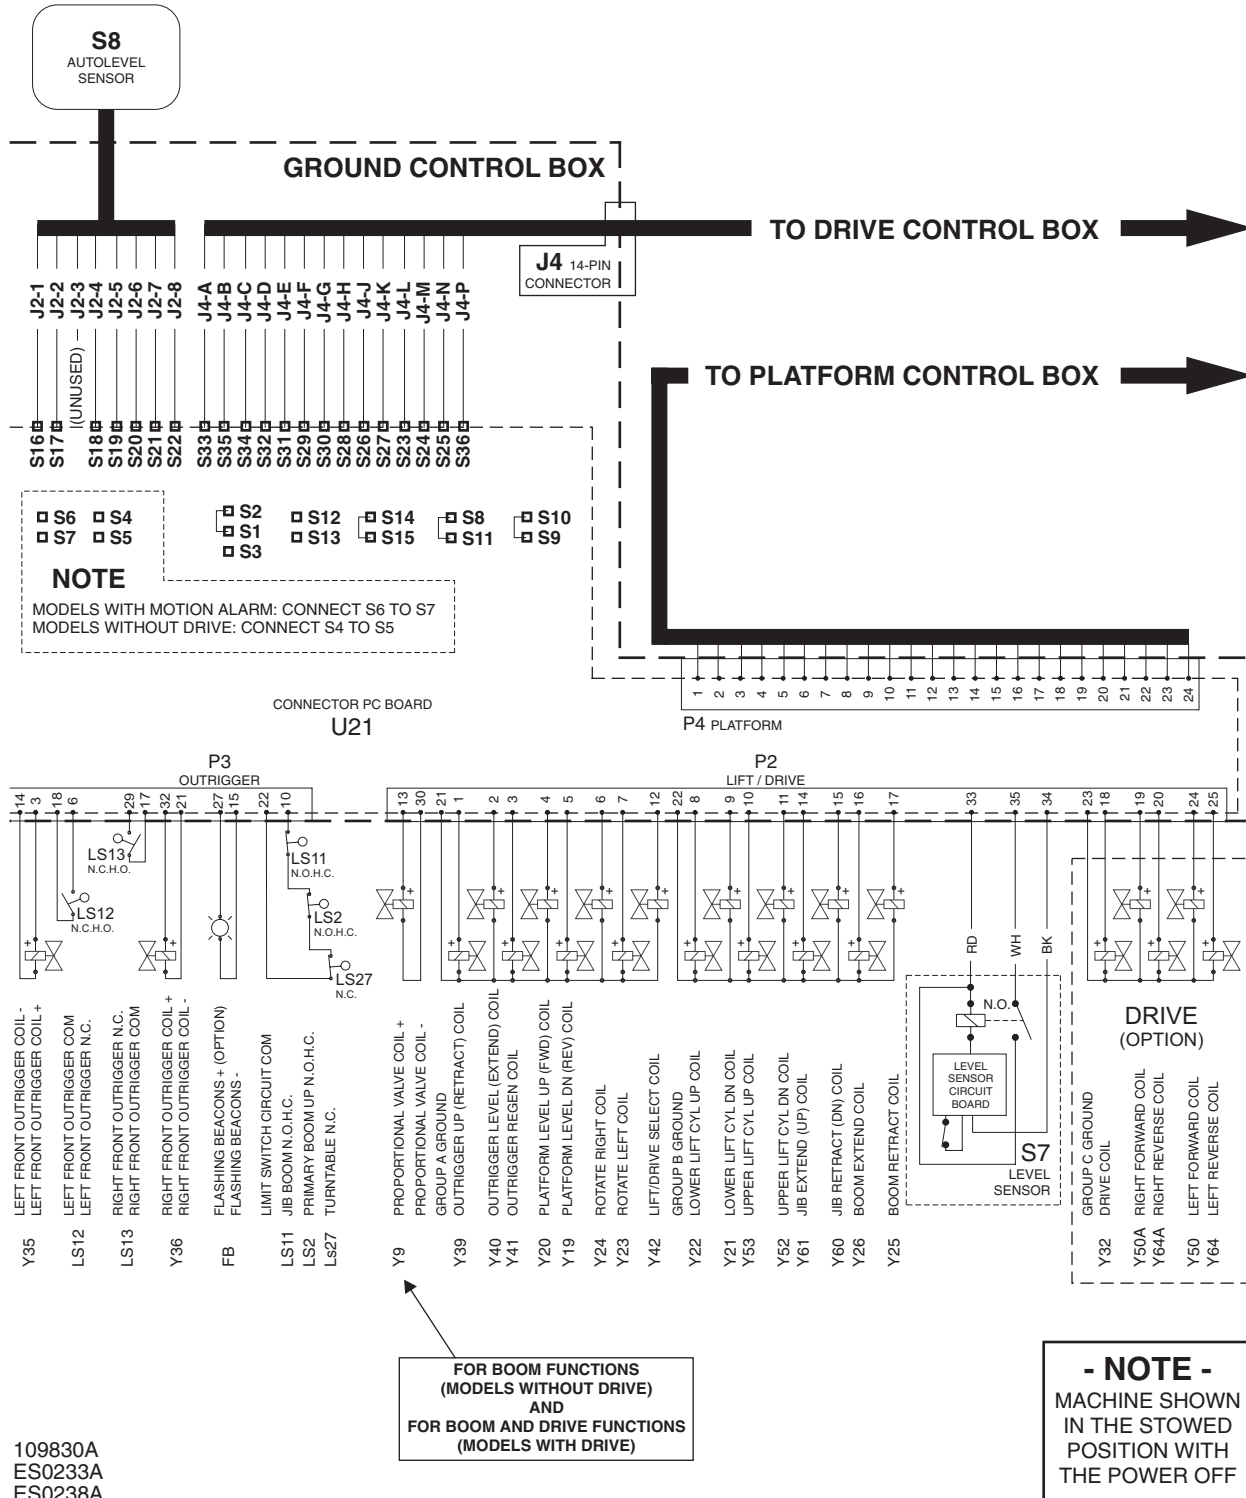 S8
AUTOLEVEL
SENSOR
GROUND CONTROL BOX
TO DRIVE CONTROL BOX
J4 14-PIN
CONNECTOR
J2-1
J2-2
J2-3
J2-4
J2-5
J2-6
J2-7
J2-8
J4-A
J4-B
J4-C
J4-D
J4-E
J4-F
J4-G
J4-H
J4-J
J4-K
J4-L
J4-M
J4-N
J4-P
(UNUSED)
TO PLATFORM CONTROL BOX
S16
S17
S18
S19
S20
S21
S22
S33
S35
S34
S32
S31
S29
S30
S28
S26
S27
S23
S24
S25
S36
S6 S4
S7 S5
S2
S1
S3
S12
S13
S14
S15
S8
S11
S10
S9
NOTE
MODELS WITH MOTION ALARM: CONNECT S6 TO S7
MODELS WITHOUT DRIVE: CONNECT S4 TO S5
1 2 3 4 5 6 7 8 9 10 11 12 13 14 15 16 17 18 19 20 21 22 23 24
P4 PLATFORM
CONNECTOR PC BOARD
U21
P3
OUTRIGGER
P2
LIFT / DRIVE
14 3 18 6 29 17 32 21 27 15 22 10
13 30 21 1 2 3 4 5 6 7 12 22 8 9 10 11 14 15 16 17 33 35 34 23 18 19 20 24 25
LS13
N.C.H.O.
LS12
N.C.H.O.
LS11
N.O.H.C.
LS2
N.O.H.C.
LS27
N.C.
+ + + + + + + + + + + + + + + + + + + + + + +
RD
WH
BK
N.O.
LEVEL
SENSOR
CIRCUIT
BOARD
S7
LEVEL
SENSOR
DRIVE
(OPTION)
LEFT FRONT OUTRIGGER COIL -
LEFT FRONT OUTRIGGER COIL +
LEFT FRONT OUTRIGGER COM
LEFT FRONT OUTRIGGER N.C.
RIGHT FRONT OUTRIGGER N.C.
RIGHT FRONT OUTRIGGER COM
RIGHT FRONT OUTRIGGER COIL +
RIGHT FRONT OUTRIGGER COIL -
FLASHING BEACONS + (OPTION)
FLASHING BEACONS -
LIMIT SWITCH CIRCUIT COM
JIB BOOM N.O.H.C.
PRIMARY BOOM UP N.O.H.C.
TURNTABLE N.C.
PROPORTIONAL VALVE COIL +
PROPORTIONAL VALVE COIL -
GROUP A GROUND
OUTRIGGER UP (RETRACT) COIL
OUTRIGGER LEVEL (EXTEND) COIL
OUTRIGGER REGEN COIL
PLATFORM LEVEL UP (FWD) COIL
PLATFORM LEVEL DN (REV) COIL
ROTATE RIGHT COIL
ROTATE LEFT COIL
LIFT/DRIVE SELECT COIL
GROUP B GROUND
LOWER LIFT CYL UP COIL
LOWER LIFT CYL DN COIL
UPPER LIFT CYL UP COIL
UPPER LIFT CYL DN COIL
JIB EXTEND (UP) COIL
JIB RETRACT (DN) COIL
BOOM EXTEND COIL
BOOM RETRACT COIL
GROUP C GROUND
DRIVE COIL
RIGHT FORWARD COIL
RIGHT REVERSE COIL
LEFT FORWARD COIL
LEFT REVERSE COIL
Y35
LS12
LS13
Y36
FB
LS11
LS2
Ls27
Y9
Y39
Y40
Y41
Y20
Y19
Y24
Y23
Y42
Y22
Y21
Y53
Y52
Y61
Y60
Y26
Y25
Y32
Y50A
Y64A
Y50
Y64
FOR BOOM FUNCTIONS
(MODELS WITHOUT DRIVE)
AND
FOR BOOM AND DRIVE FUNCTIONS
(MODELS WITH DRIVE)
- NOTE -
MACHINE SHOWN
IN THE STOWED
POSITION WITH
THE POWER OFF
109830A
ES0233A
ES0238A